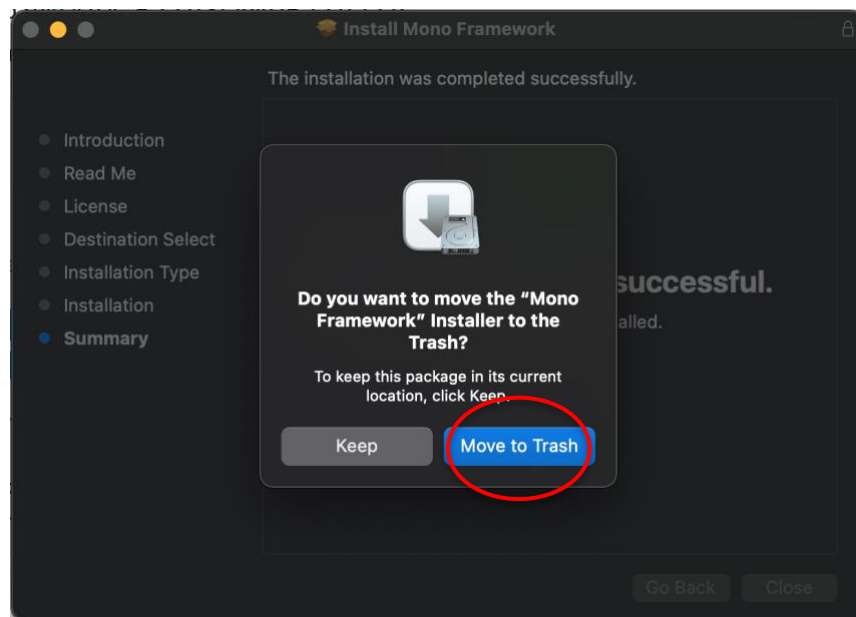 Install Mono Framework
The installation was completed successfully.
Introduction
Read Me
License
Destination Select
Installation Type
Installation
Summary
successful.
alled.
Do you want to move the “Mono
Framework” Installer to the
Trash?
To keep this package in its current
location, click Keep.
Keep
Move to Trash
Go Back
Close